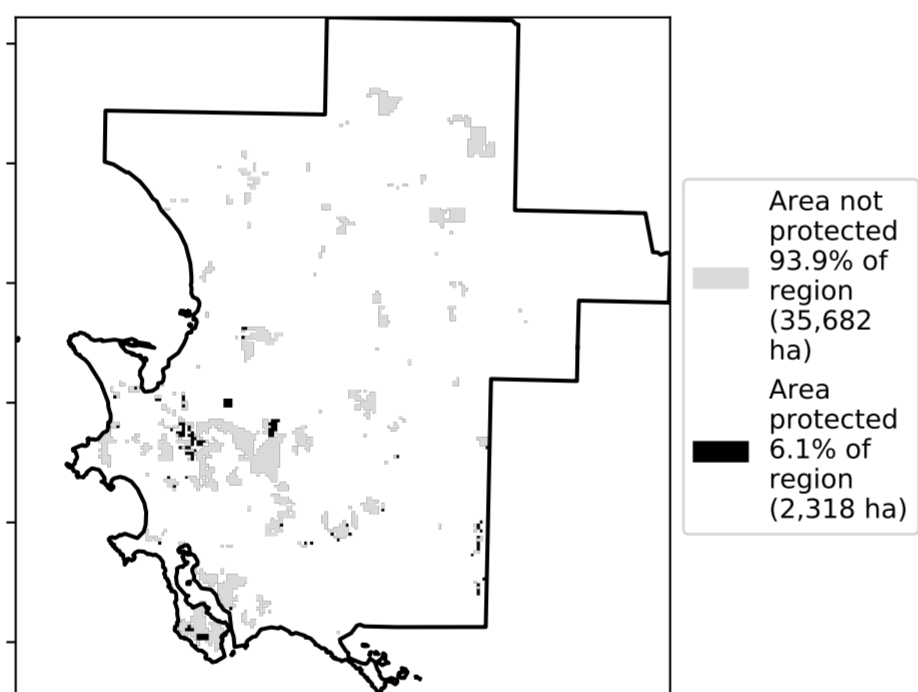 Area not
protected
93.9% of
region
(35,682
ha)
Area
protected
6.1% of
region
(2,318 ha)